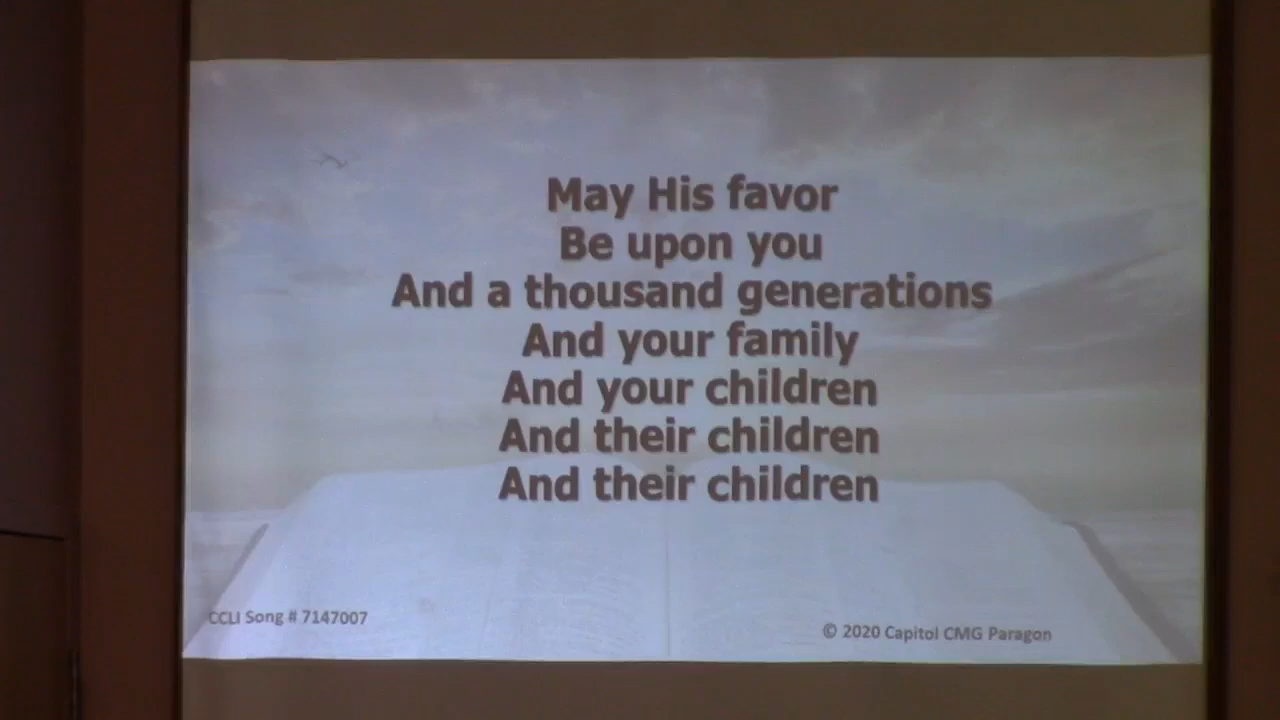 May His favor
Be upon you
And a thousand generations
And your family
And your children
And their children
And their children
CCLI Song # 7147007
© 2020 Capitol CMG Paragon